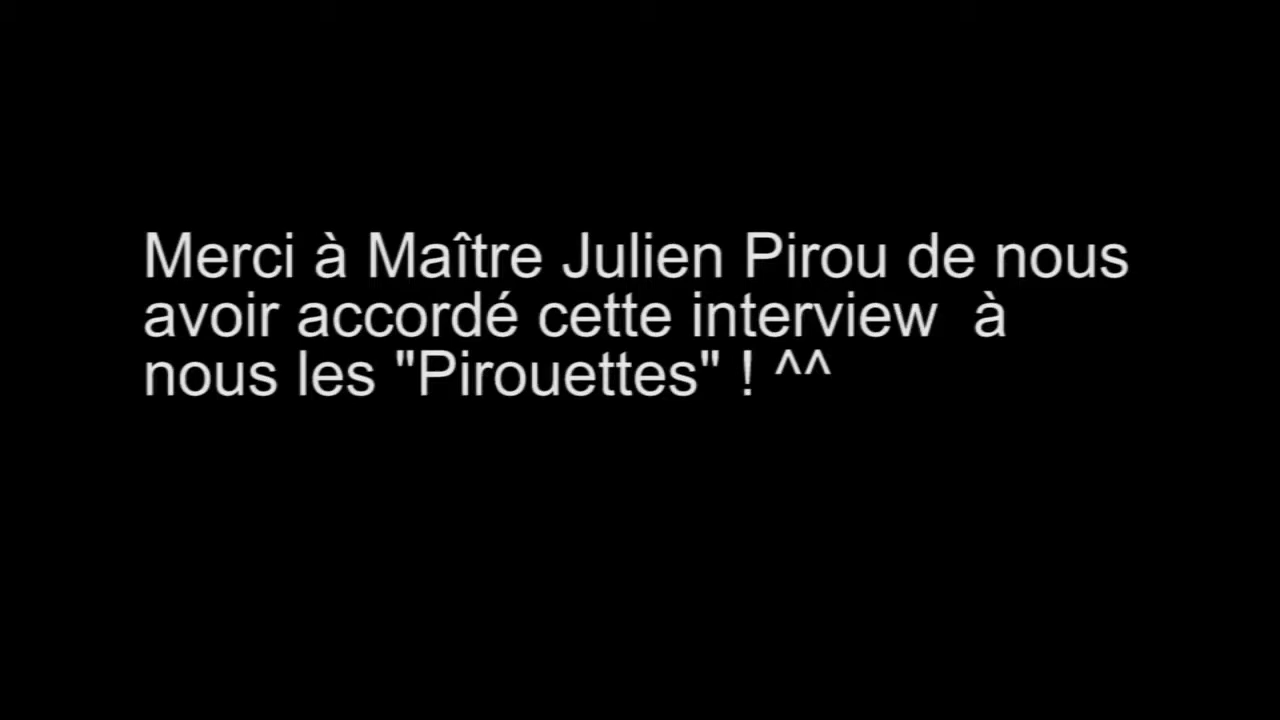 Merci à Maître Julien Pirou de nous
avoir accordé cette interview  à
nous les "Pirouettes" ! ^^